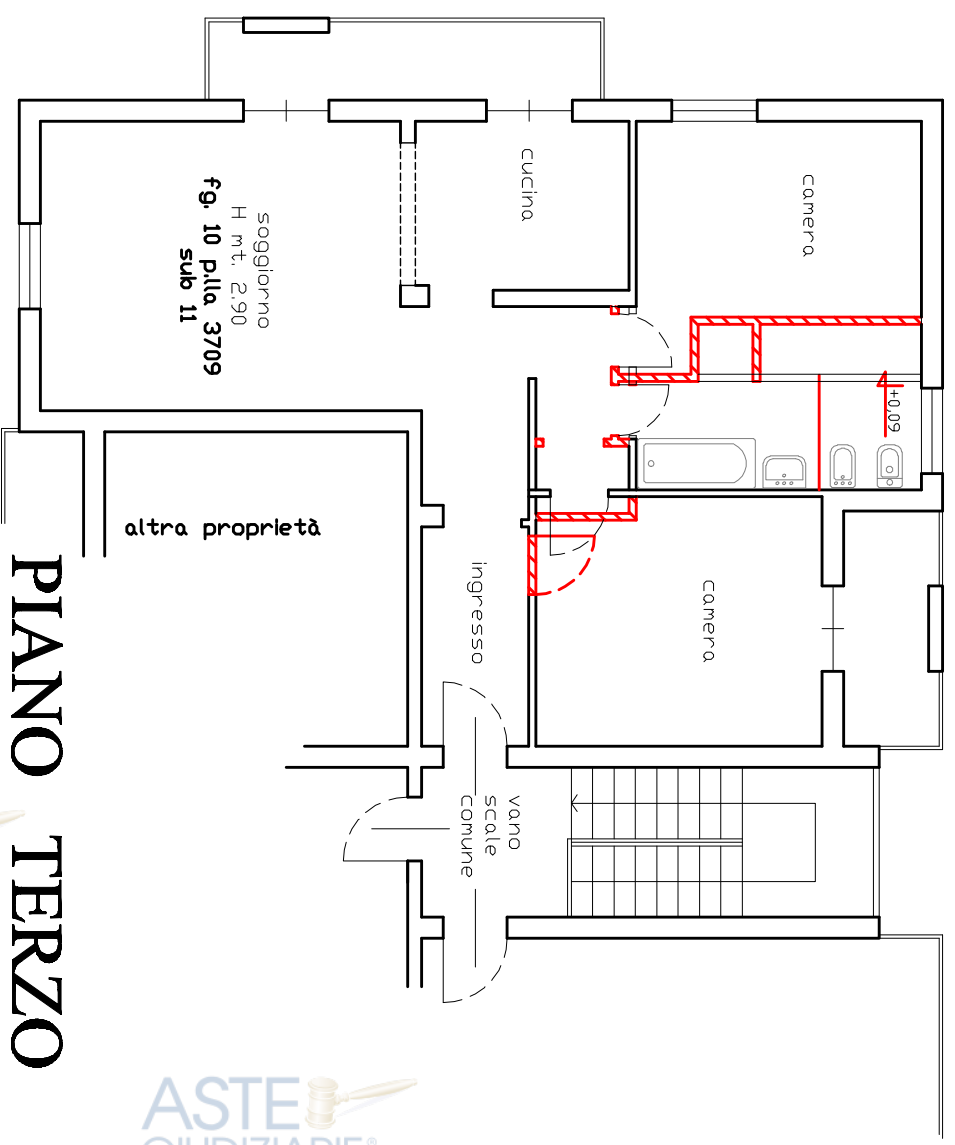 cucina
camera
soggiorno
H mt. 2.90
fg. 10 p.lla 3709
sub 11
+0,09
altra proprietà
ingresso
camera
vano
scale
comune
PIANO TERZO
ASTE
GIUDIZIARIE®